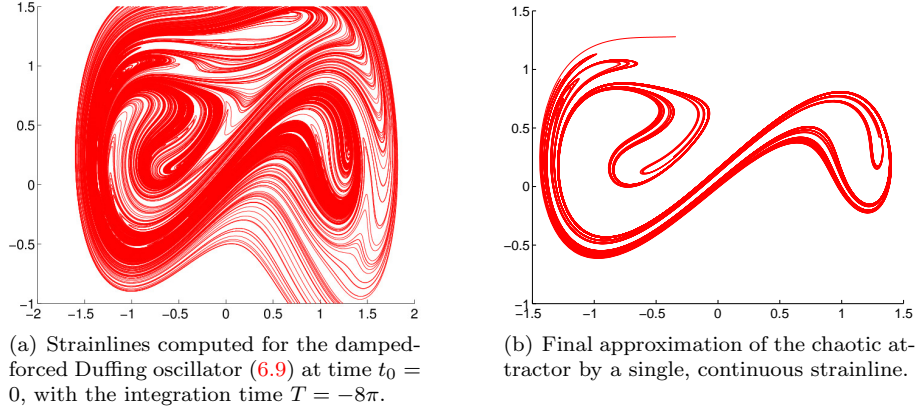 1.5
1
0.5
0
−0.5
−1
−2 −1.5 −1 −0.5 0 0.5 1 1.5 2
(a) Strainlines computed for the damped-
forced Duffing oscillator (6.9) at time t₀ =
0, with the integration time T = −8π.
1.5
1
0.5
0
−0.5
−1
−1.5 −1 −0.5 0 0.5 1 1.5
(b) Final approximation of the chaotic at-
tractor by a single, continuous strainline.